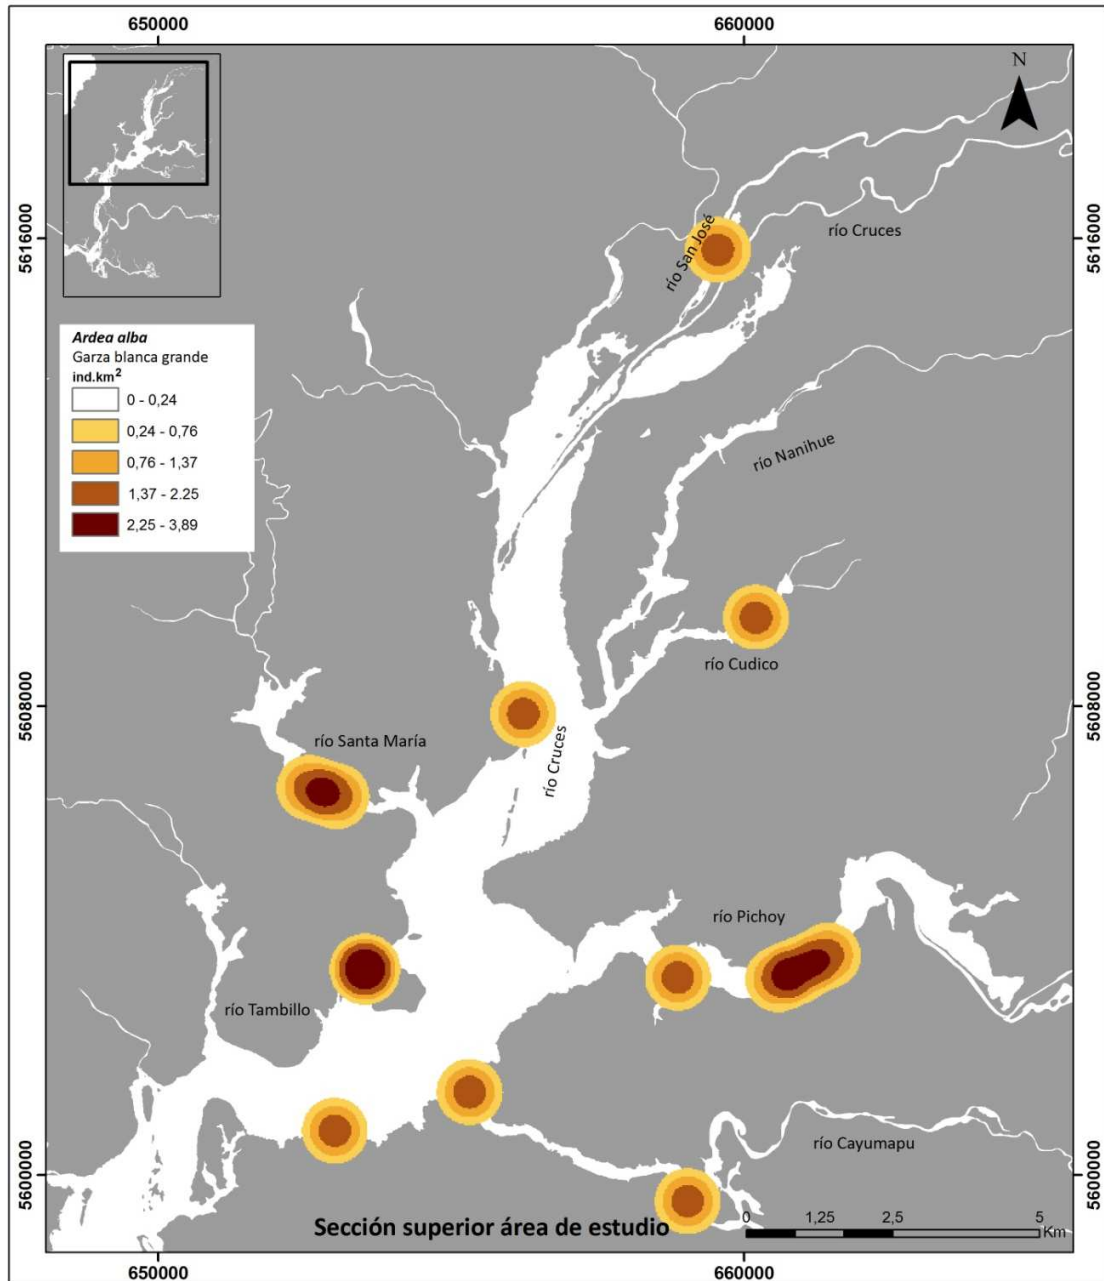 650000
660000
N
5616000
5616000
río San José
río Cruces
Ardea alba
Garza blanca grande
ind.km²
0 - 0,24
0,24 - 0,76
0,76 - 1,37
1,37 - 2.25
2,25 - 3,89
río Nanihue
río Cudico
5608000
5608000
río Santa María
río Cruces
río Pichoy
río Tambillo
río Cayumapu
5600000
5600000
Sección superior área de estudio
0 1,25 2,5 5
Km
650000
660000